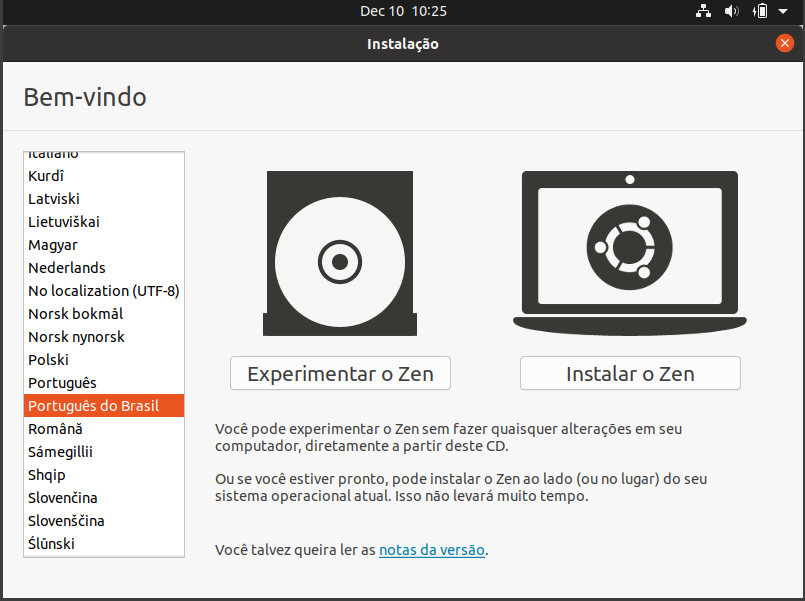 Dec 10 10:25
Instalação
Bem-vindo
Italiano
Kurdî
Latviski
Lietuviškai
Magyar
Nederlands
No localization (UTF-8)
Norsk bokmål
Norsk nynorsk
Polski
Português
Português do Brasil
Română
Sámegillii
Shqip
Slovenčina
Slovenščina
Ślůnski
Experimentar o Zen
Instalar o Zen
Você pode experimentar o Zen sem fazer quaisquer alterações em seu
computador, diretamente a partir deste CD.
Ou se você estiver pronto, pode instalar o Zen ao lado (ou no lugar) do seu
sistema operacional atual. Isso não levará muito tempo.
Você talvez queira ler as notas da versão.